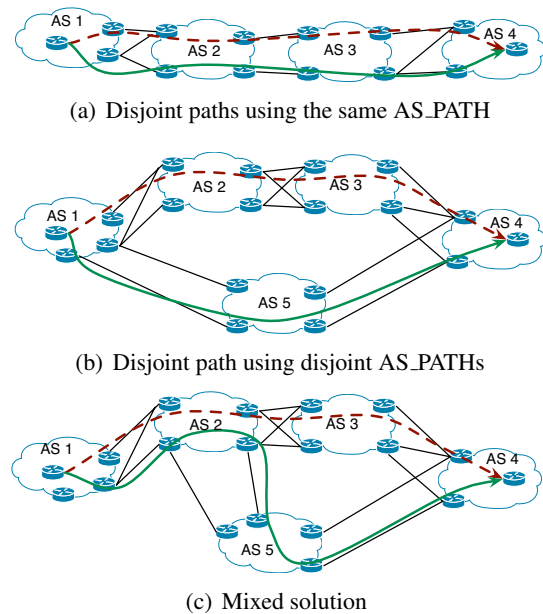 AS 1
AS 2
AS 3
AS 4
(a) Disjoint paths using the same AS_PATH
AS 1
AS 2
AS 3
AS 4
AS 5
(b) Disjoint path using disjoint AS_PATHs
AS 1
AS 2
AS 3
AS 4
AS 5
(c) Mixed solution